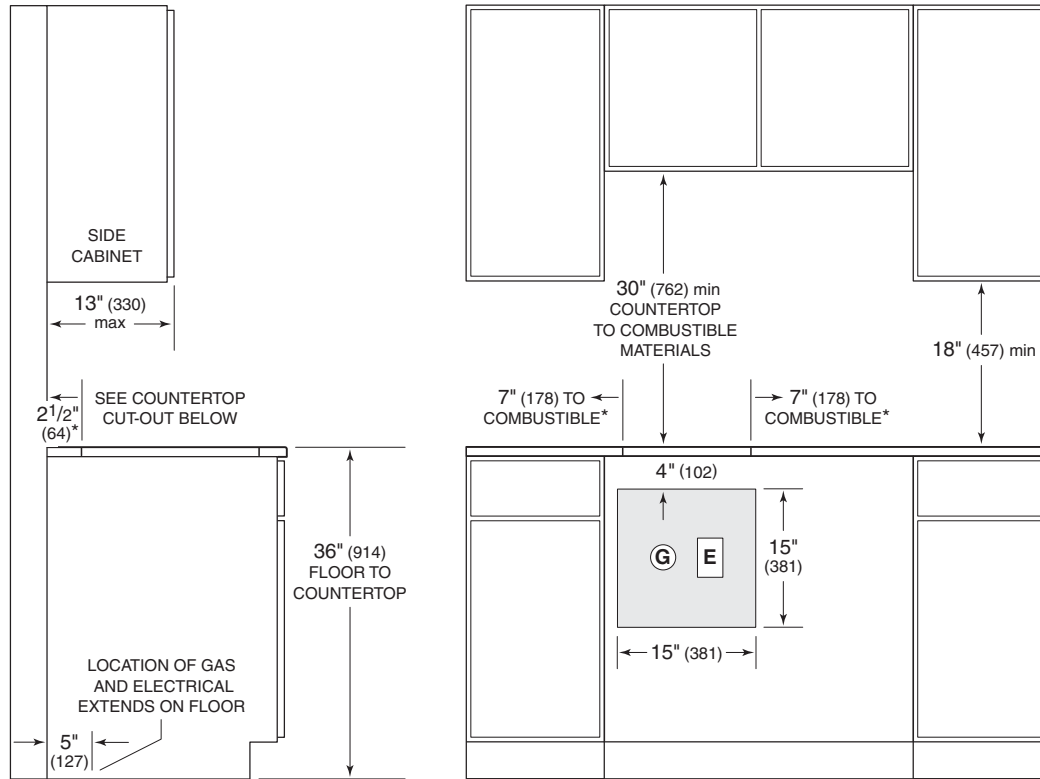 SIDE
CABINET
13" (330)
max
2 1/2"
(64)*
SEE COUNTERTOP
CUT-OUT BELOW
36" (914)
FLOOR TO
COUNTERTOP
LOCATION OF GAS
AND ELECTRICAL
EXTENDS ON FLOOR
5"
(127)
30" (762) min
COUNTERTOP
TO COMBUSTIBLE
MATERIALS
18" (457) min
7" (178) TO
COMBUSTIBLE*
7" (178) TO
COMBUSTIBLE*
4" (102)
G
E
15"
(381)
15" (381)